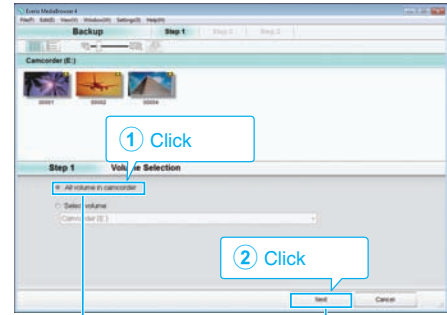 Everio MediaBrowser 4
File(F) Edit(E) View(V) Window(W) Settings(S) Help(H)
Backup Step 1 Step 2 Step 3
Camcorder (E:)
00001 00002 00004
1 Click
Step 1 Volume Selection
All volume in camcorder
Select volume
Camcorder (E:)
2 Click
Next Cancel